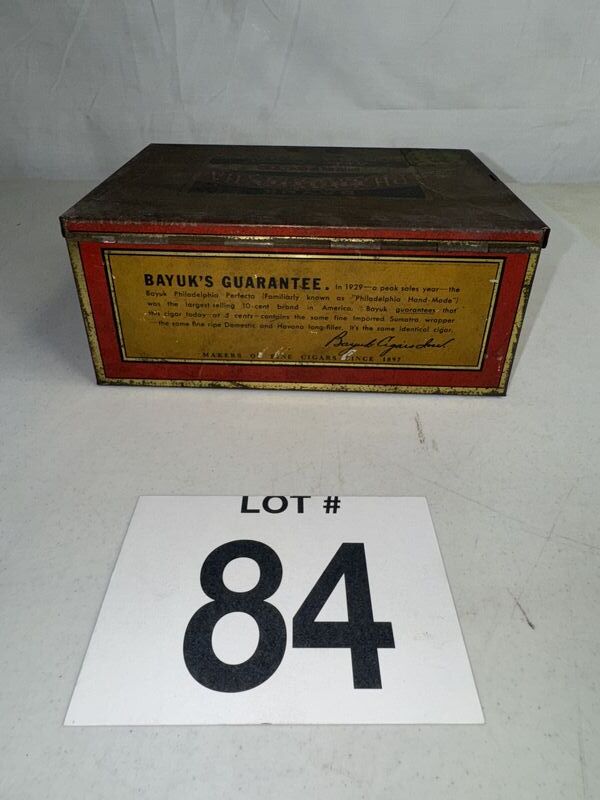 BAYUK'S GUARANTEE. In 1929—a peak sales year—the
Bayuk Philadelphia Perfecto (Familiarly known as "Philadelphia Hand-Made")
was the largest-selling 10-cent brand in America. Bayuk guarantees that
this cigar today at 5 cents—contains the same fine Imported Sumatra wrapper
—the same fine ripe Domestic and Havana long-filler. It's the same identical cigar.
Bayuk Cigars Inc.
MAKERS OF FINE CIGARS SINCE 1897
LOT #
84